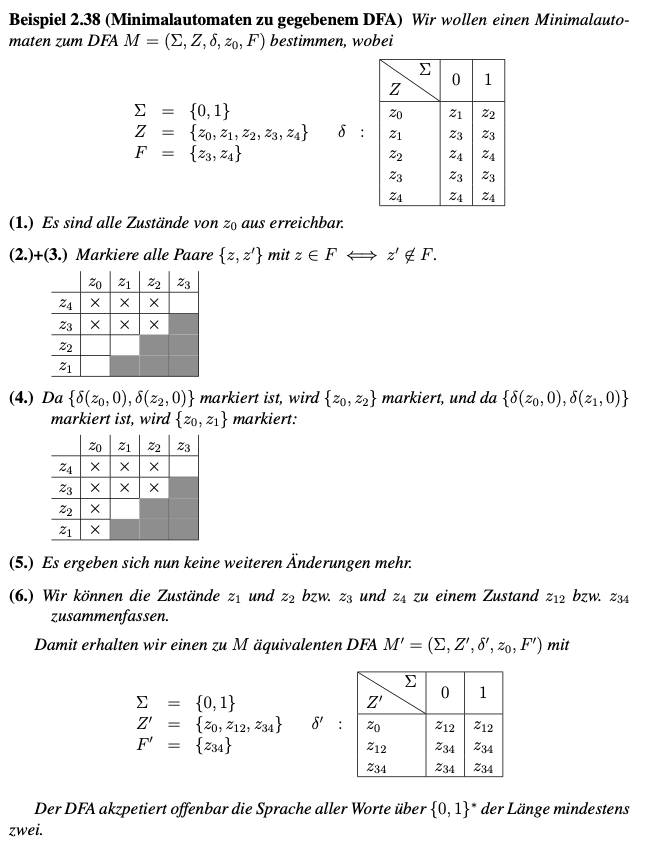 Beispiel 2.38 (Minimalautomaten zu gegebenem DFA) Wir wollen einen Minimalauto-
maten zum DFA M = (Σ, Z, δ, z₀, F) bestimmen, wobei
Σ = {0, 1}
Z = {z₀, z₁, z₂, z₃, z₄}
F = {z₃, z₄}
δ :
Z Σ 0 1
z₀ z₁ z₂
z₁ z₃ z₃
z₂ z₄ z₄
z₃ z₃ z₃
z₄ z₄ z₄
(1.) Es sind alle Zustände von z₀ aus erreichbar.
(2.)+(3.) Markiere alle Paare {z, z′} mit z ∈ F ⟺ z′ ∉ F.
z₀ z₁ z₂ z₃
z₄ × × ×
z₃ × × ×
z₂
z₁
(4.) Da {δ(z₀, 0), δ(z₂, 0)} markiert ist, wird {z₀, z₂} markiert, und da {δ(z₀, 0), δ(z₁, 0)}
markiert ist, wird {z₀, z₁} markiert:
z₀ z₁ z₂ z₃
z₄ × × ×
z₃ × × ×
z₂ ×
z₁ ×
(5.) Es ergeben sich nun keine weiteren Änderungen mehr.
(6.) Wir können die Zustände z₁ und z₂ bzw. z₃ und z₄ zu einem Zustand z₁₂ bzw. z₃₄
zusammenfassen.
Damit erhalten wir einen zu M äquivalenten DFA M′ = (Σ, Z′, δ′, z₀, F′) mit
Σ = {0, 1}
Z′ = {z₀, z₁₂, z₃₄}
F′ = {z₃₄}
δ′ :
Z′ Σ 0 1
z₀ z₁₂ z₁₂
z₁₂ z₃₄ z₃₄
z₃₄ z₃₄ z₃₄
Der DFA akzpetiert offenbar die Sprache aller Worte über {0, 1}* der Länge mindestens
zwei.